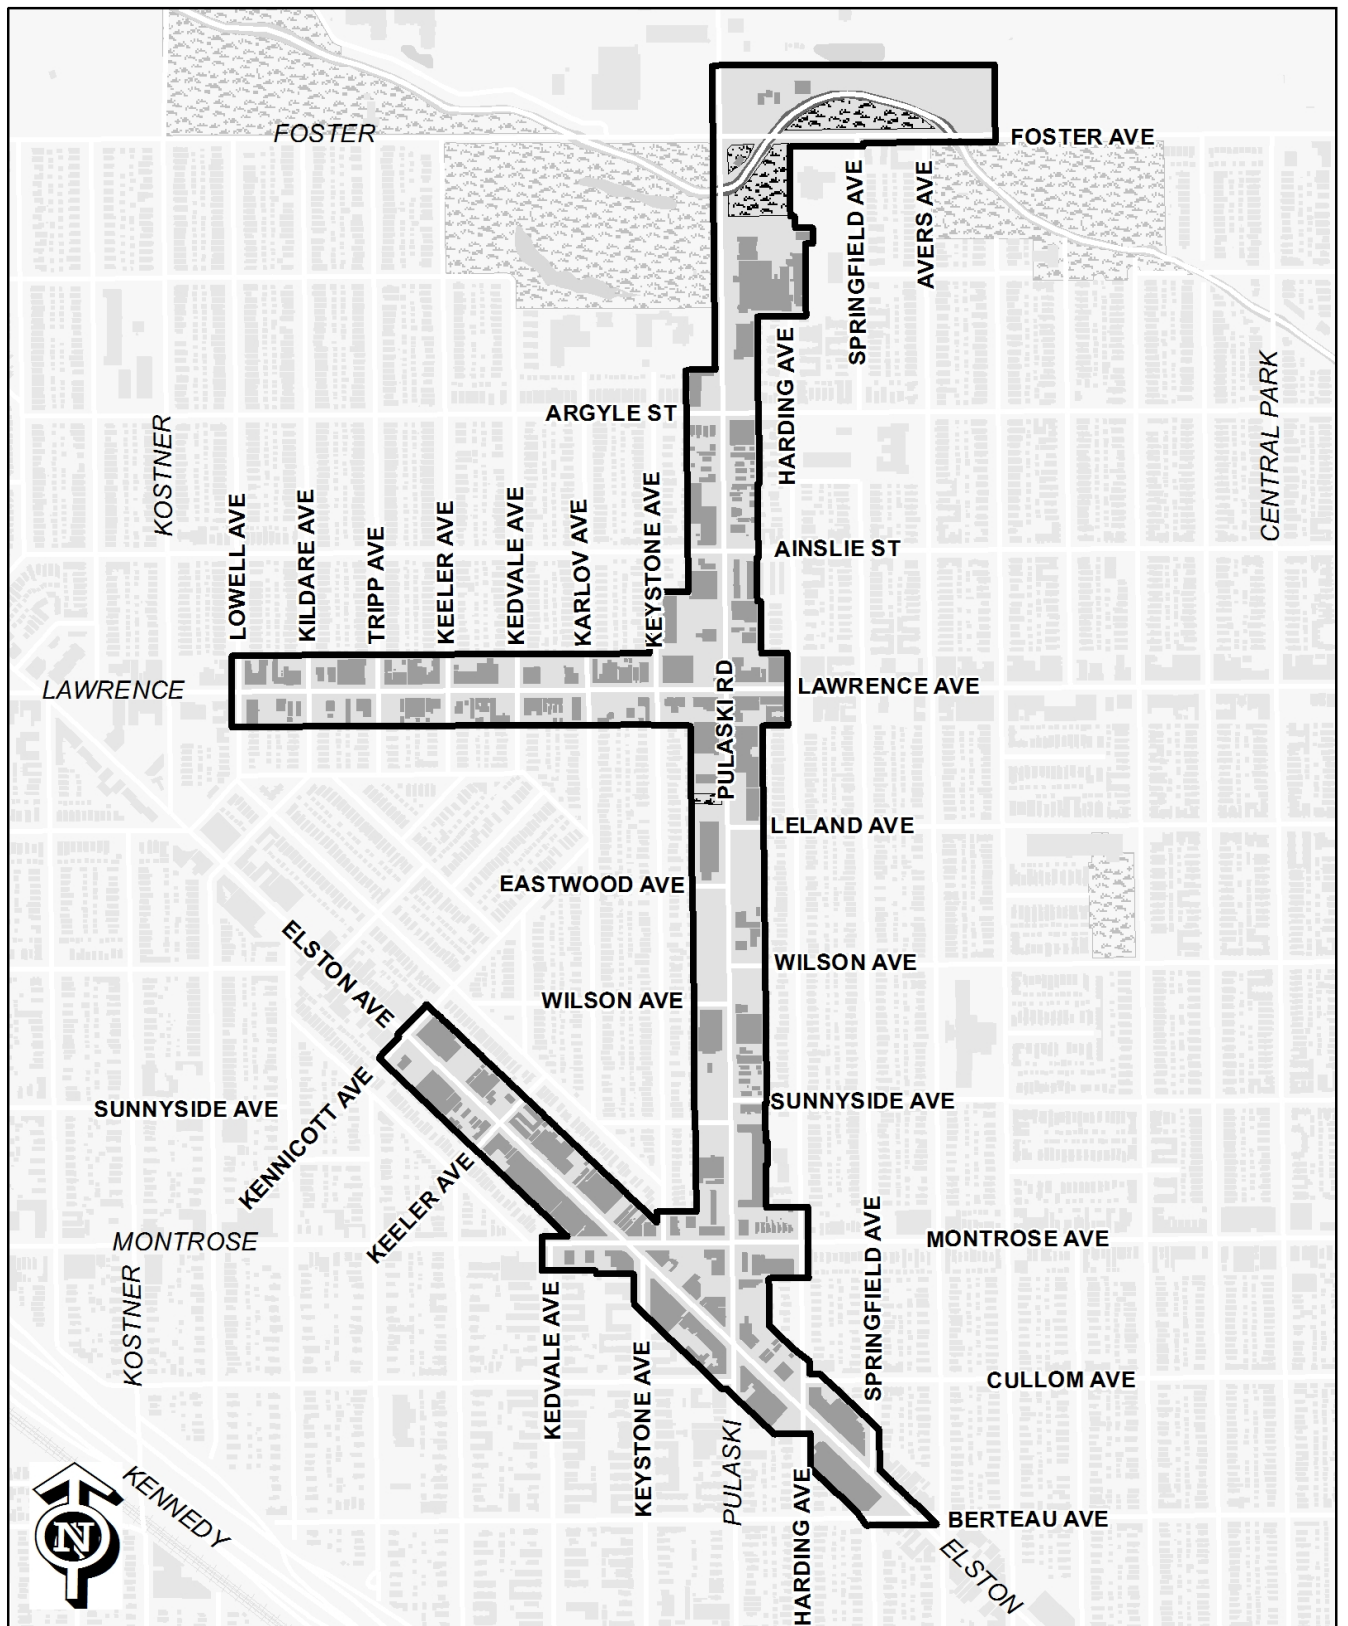 FOSTER
FOSTER AVE
SPRINGFIELD AVE
AVERS AVE
HARDING AVE
CENTRAL PARK
ARGYLE ST
KOSTNER
LOWELL AVE
KILDARE AVE
TRIPP AVE
KEELER AVE
KEDVALE AVE
KARLOV AVE
KEYSTONE AVE
AINSLIE ST
LAWRENCE
PULASKI RD
LAWRENCE AVE
LELAND AVE
EASTWOOD AVE
ELSTON AVE
WILSON AVE
WILSON AVE
SUNNYSIDE AVE
KENNICOTT AVE
SUNNYSIDE AVE
KEELER AVE
MONTROSE
SPRINGFIELD AVE
MONTROSE AVE
KOSTNER
KEDVALE AVE
KEYSTONE AVE
CULLOM AVE
PULASKI
KENNEDY
N
HARDING AVE
BERTEAU AVE
ELSTON